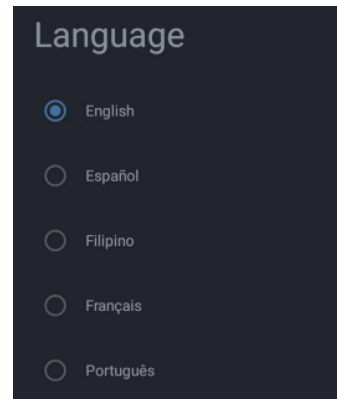 Language
English
Español
Filipino
Français
Português